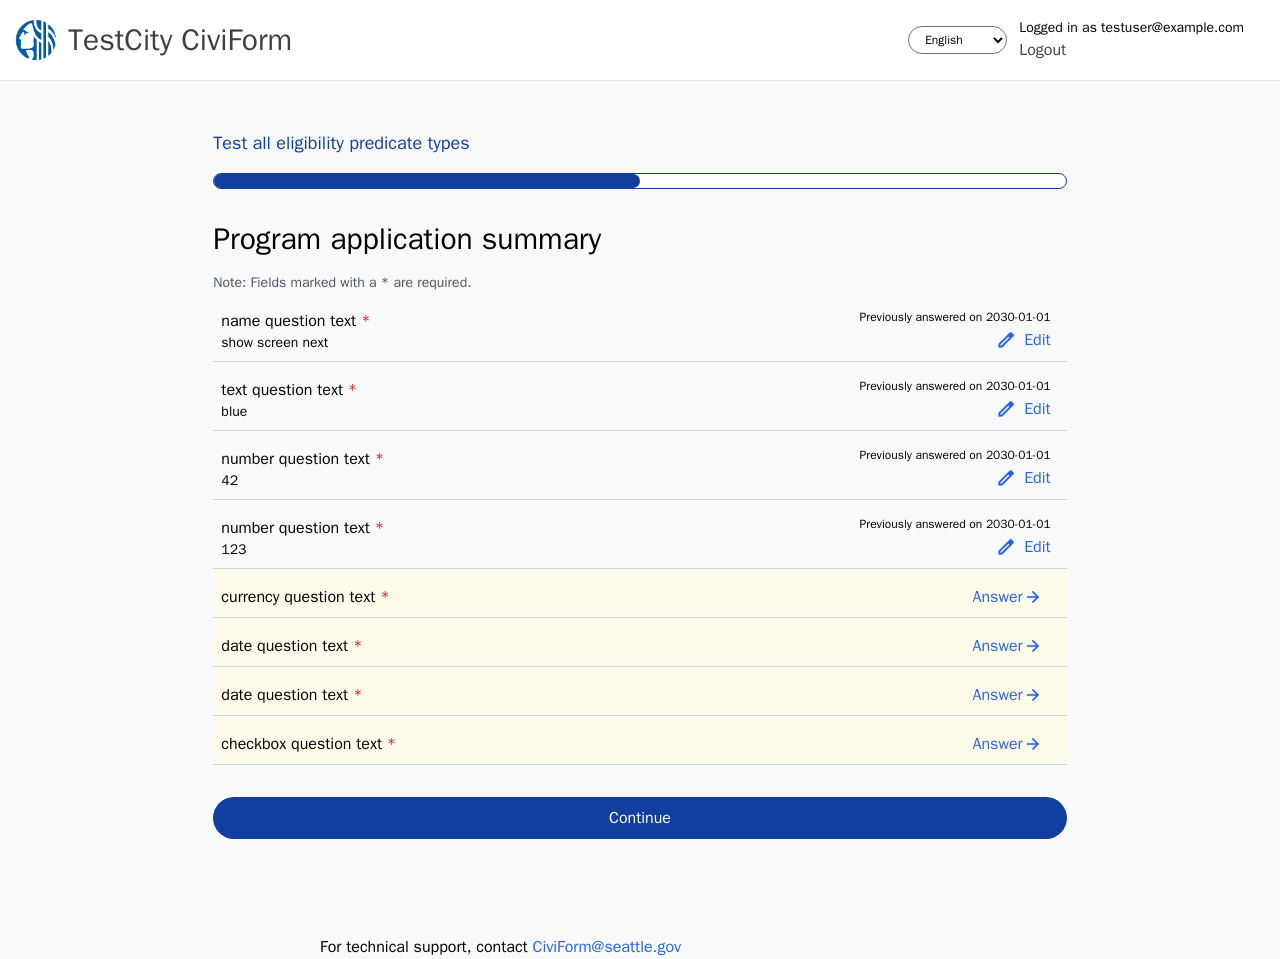 TestCity CiviForm
English
Logged in as testuser@example.com
Logout
Test all eligibility predicate types
Program application summary
Note: Fields marked with a * are required.
name question text *
Previously answered on 2030-01-01
show screen next
Edit
text question text *
Previously answered on 2030-01-01
blue
Edit
number question text *
Previously answered on 2030-01-01
42
Edit
number question text *
Previously answered on 2030-01-01
123
Edit
currency question text *
Answer
date question text *
Answer
date question text *
Answer
checkbox question text *
Answer
Continue
For technical support, contact CiviForm@seattle.gov